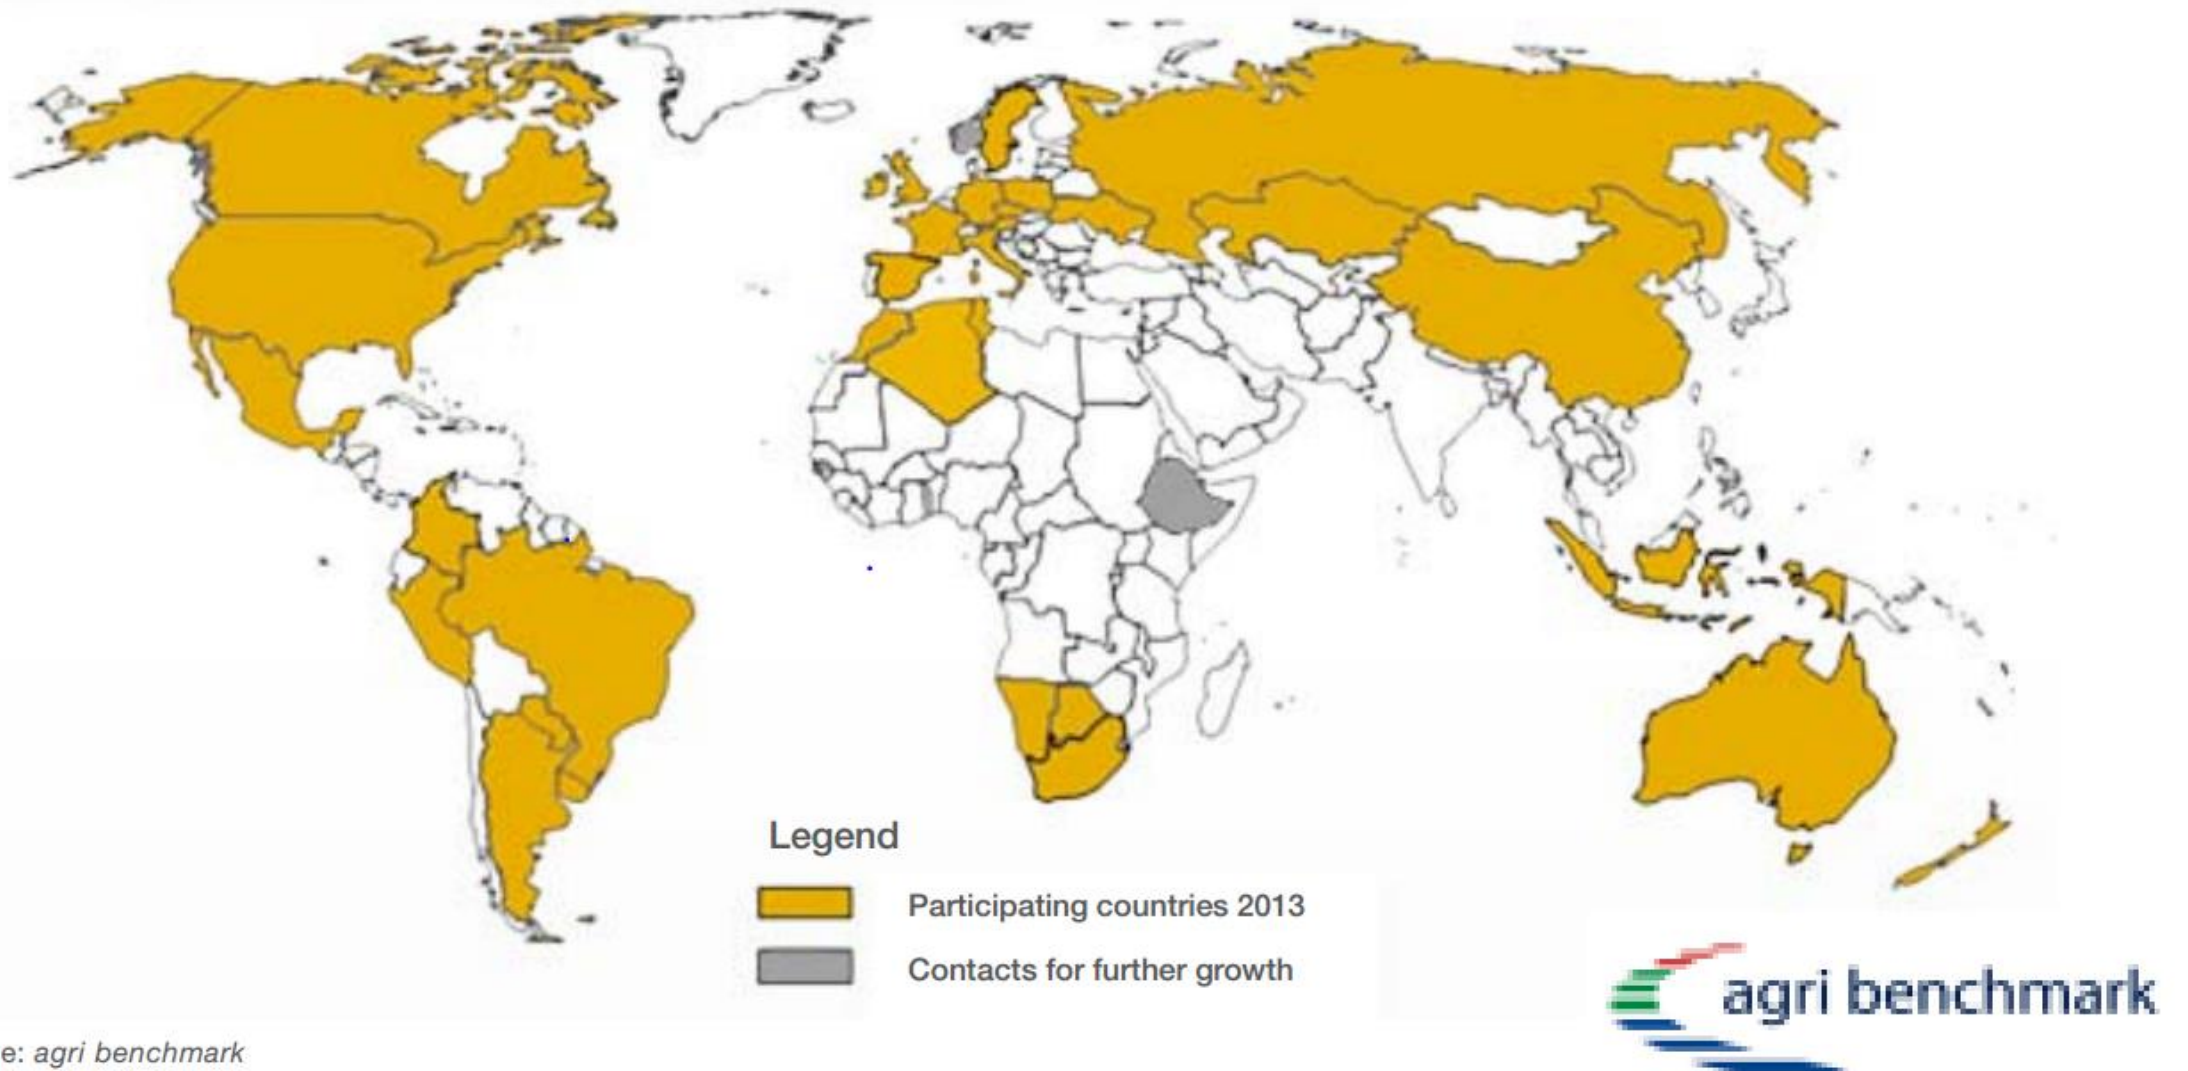 Legend
Participating countries 2013
Contacts for further growth
agri benchmark
e: agri benchmark